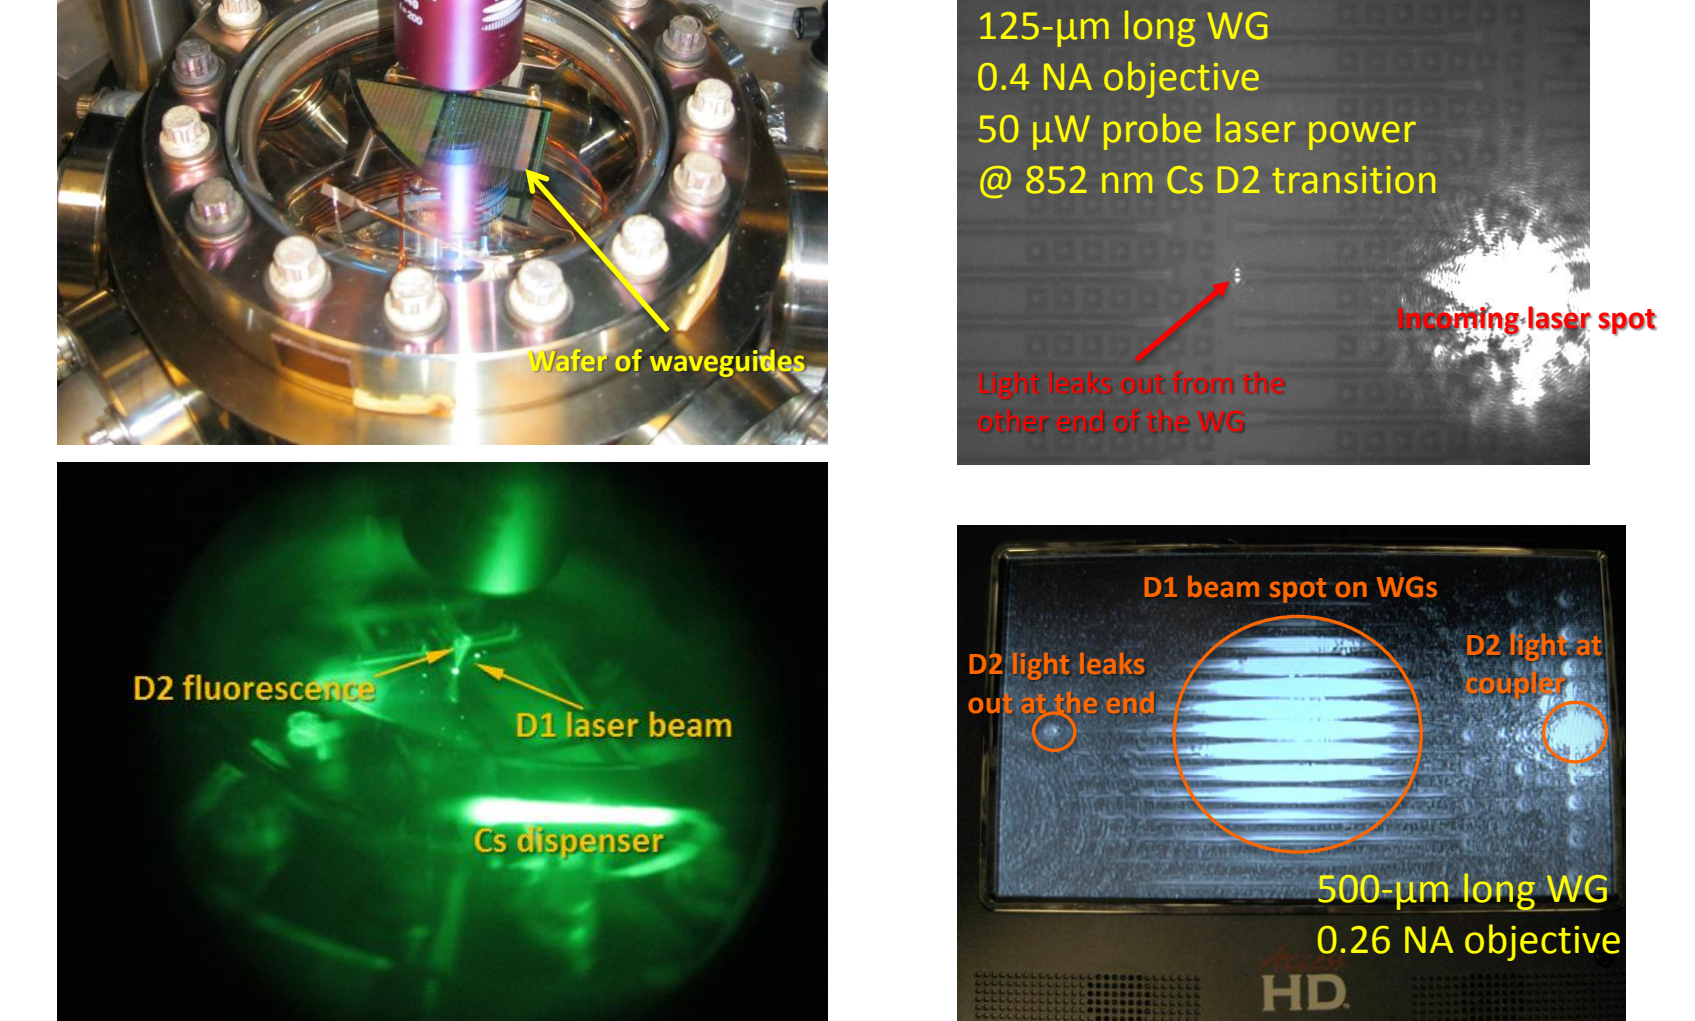 f = 200
Wafer of waveguides
125-μm long WG
0.4 NA objective
50 μW probe laser power
@ 852 nm Cs D2 transition
Incoming laser spot
Light leaks out from the
other end of the WG
D2 fluorescence
D1 laser beam
Cs dispenser
D1 beam spot on WGs
D2 light leaks
out at the end
D2 light at
coupler
500-μm long WG
0.26 NA objective
Access
HD